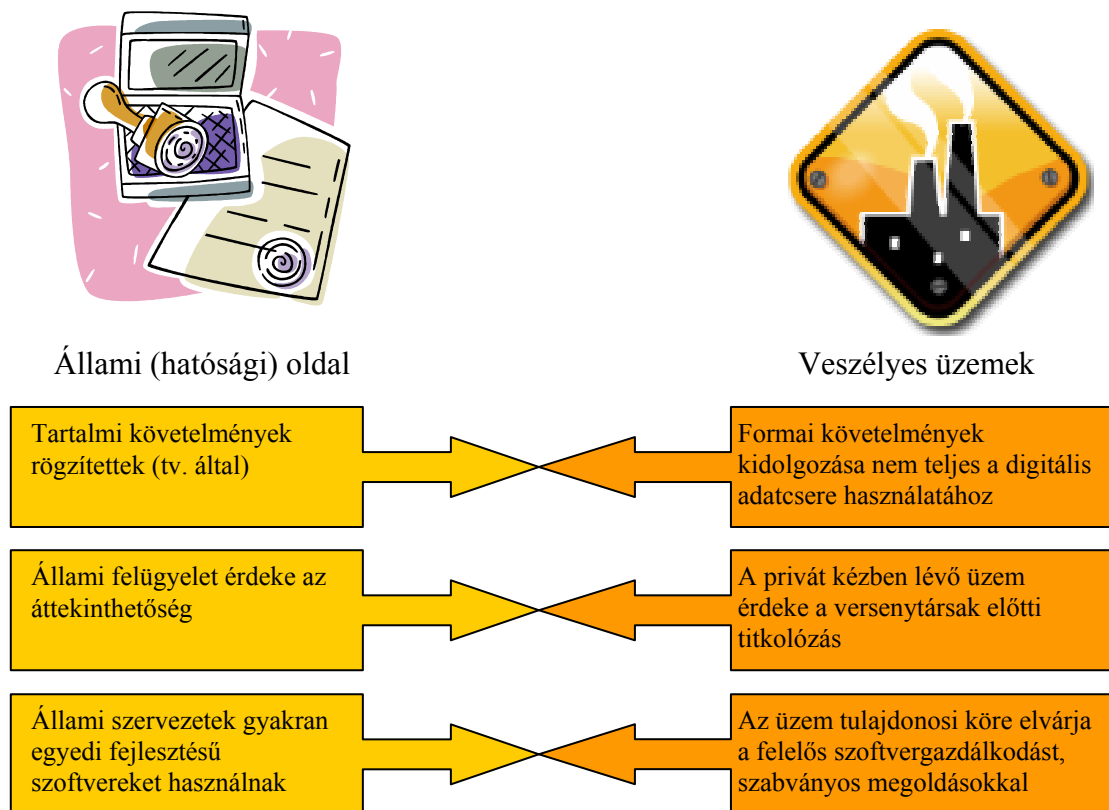 Állami (hatósági) oldal
Veszélyes üzemek
Tartalmi követelmények
rögzítettek (tv. által)
Formai követelmények
kidolgozása nem teljes a digitális
adatcsere használatához
Állami felügyelet érdeke az
áttekinthetőség
A privát kézben lévő üzem
érdeke a versenytársak előtti
titkolózás
Állami szervezetek gyakran
egyedi fejlesztésű
szoftvereket használnak
Az üzem tulajdonosi köre elvárja
a felelős szoftvergazdálkodást,
szabványos megoldásokkal